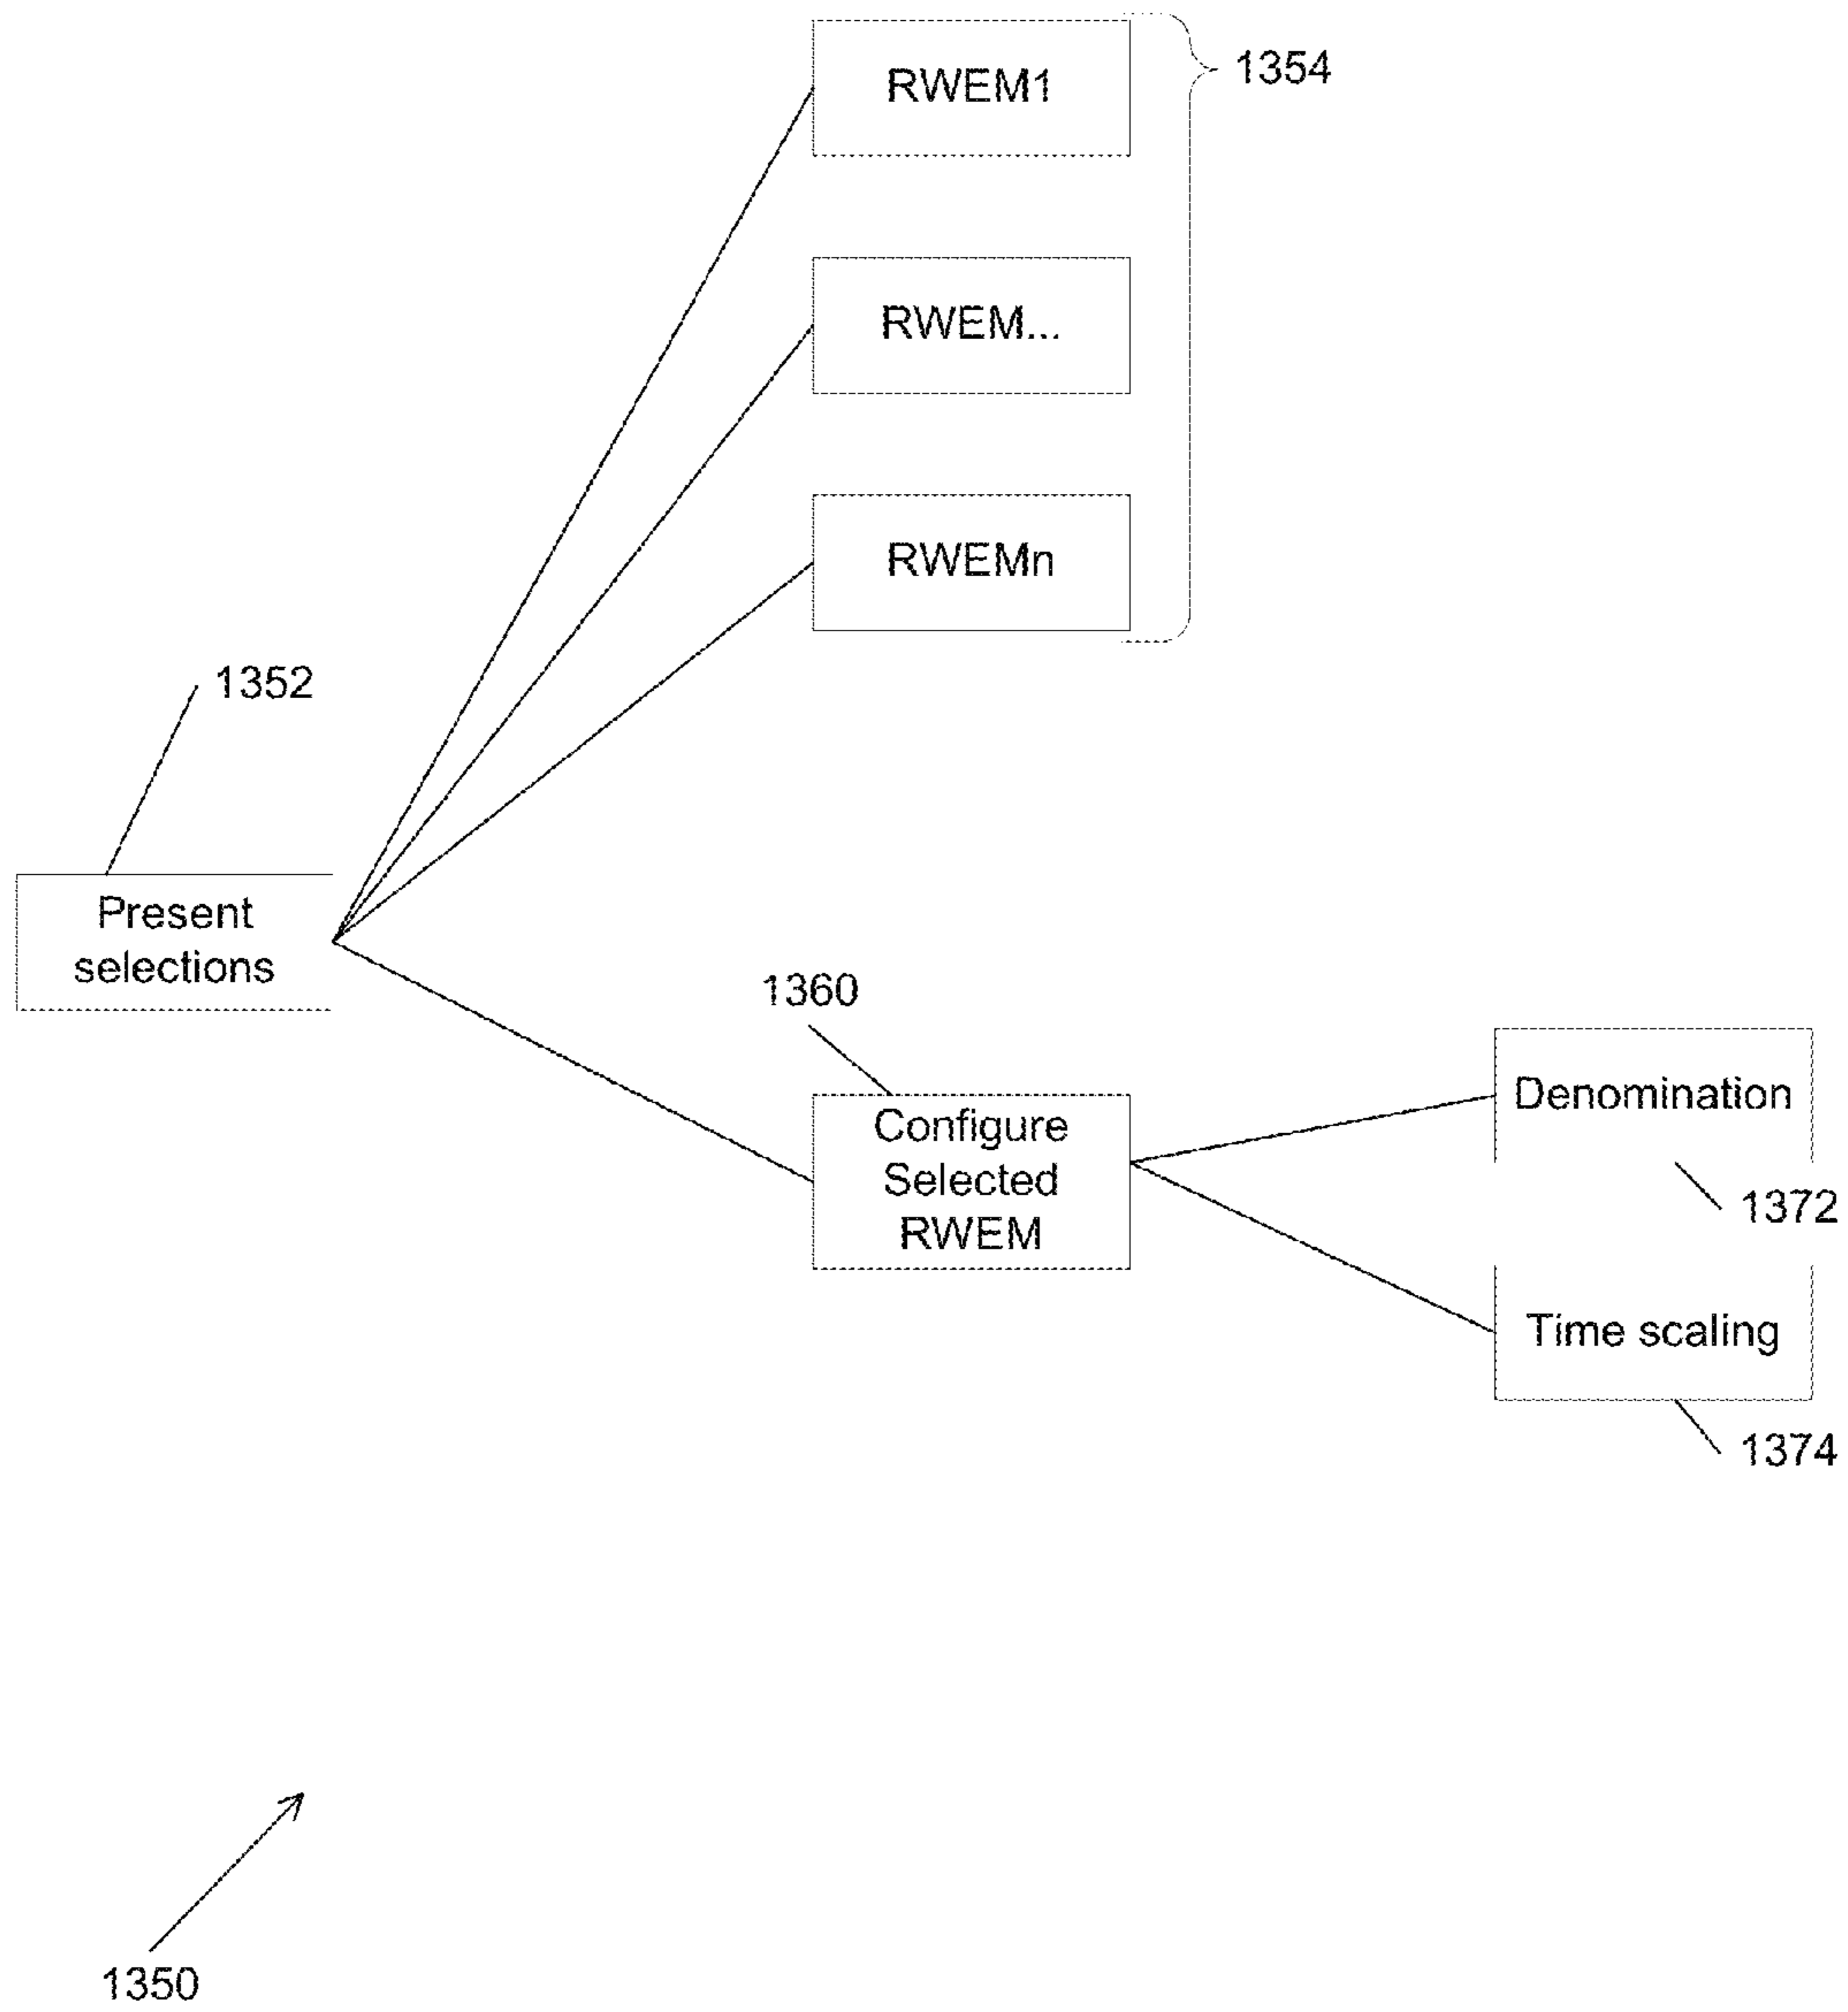 RWEM1
1354
RWEM...
RWEMn
1352
Present
selections
1360
Configure
Selected
RWEM
Denomination
1372
Time scaling
1374
1350